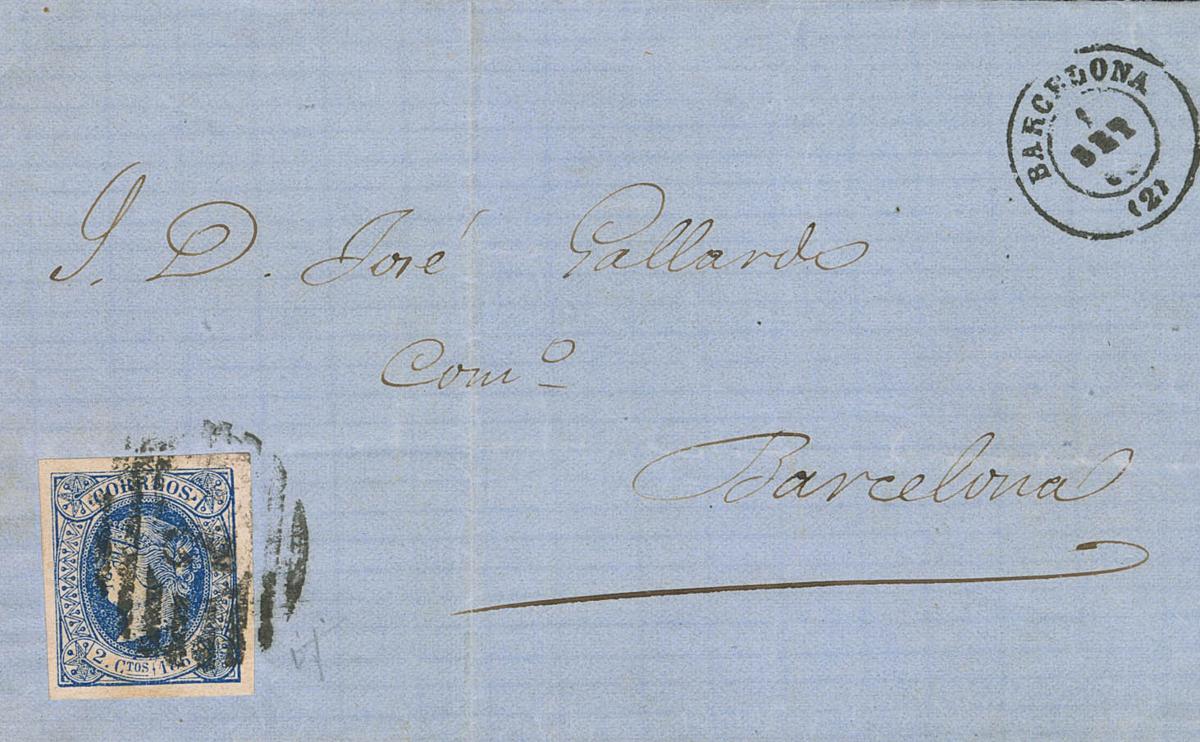 BARCELONA
SET
(2)
S. D. José Gallardo
Comº
Barcelona
CORREOS
2. Ctos